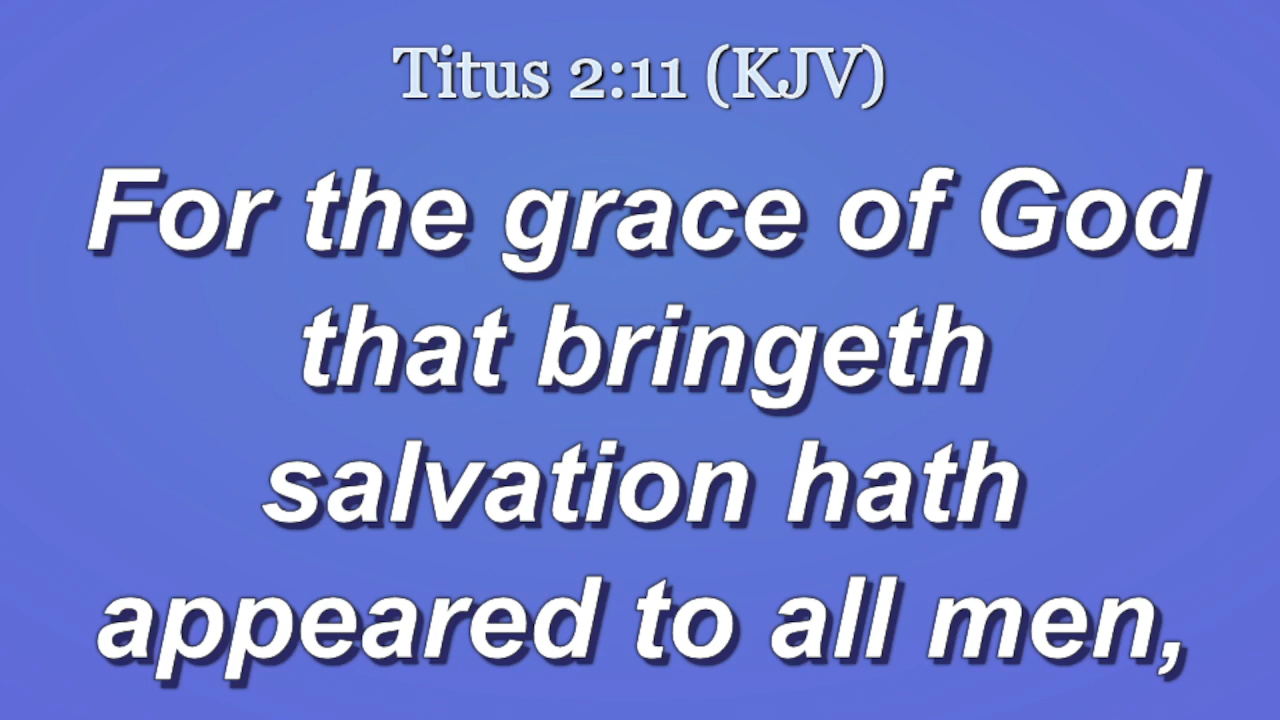 Titus 2:11 (KJV)
For the grace of God
that bringeth
salvation hath
appeared to all men,